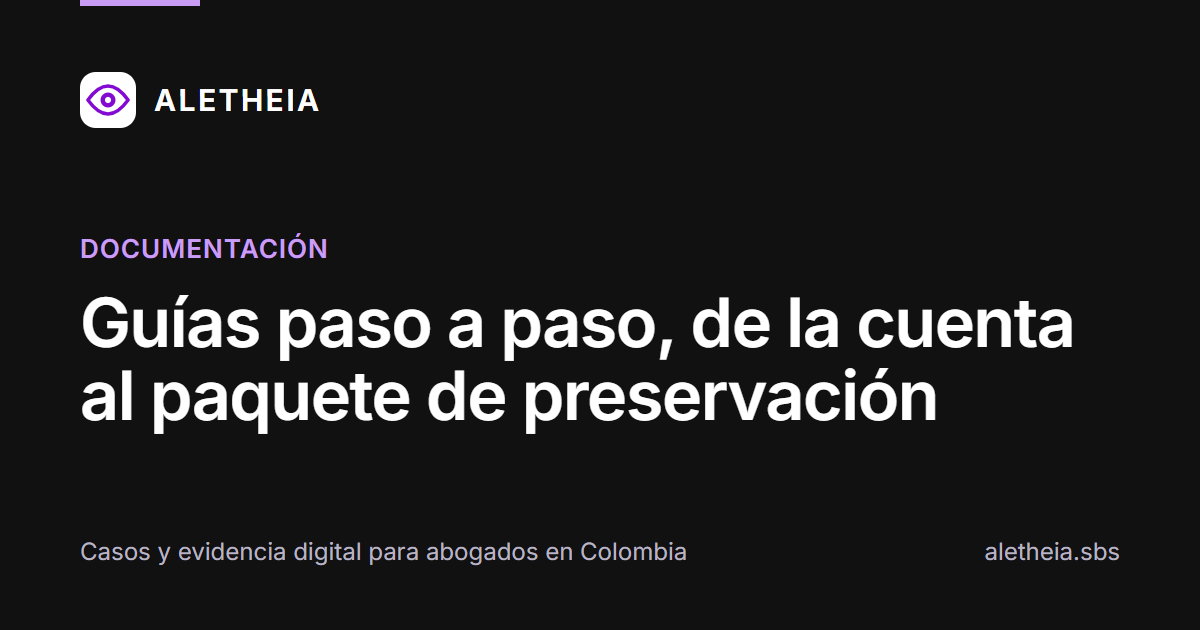 ALETHEIA
DOCUMENTACIÓN
Guías paso a paso, de la cuenta
al paquete de preservación
Casos y evidencia digital para abogados en Colombia
aletheia.sbs